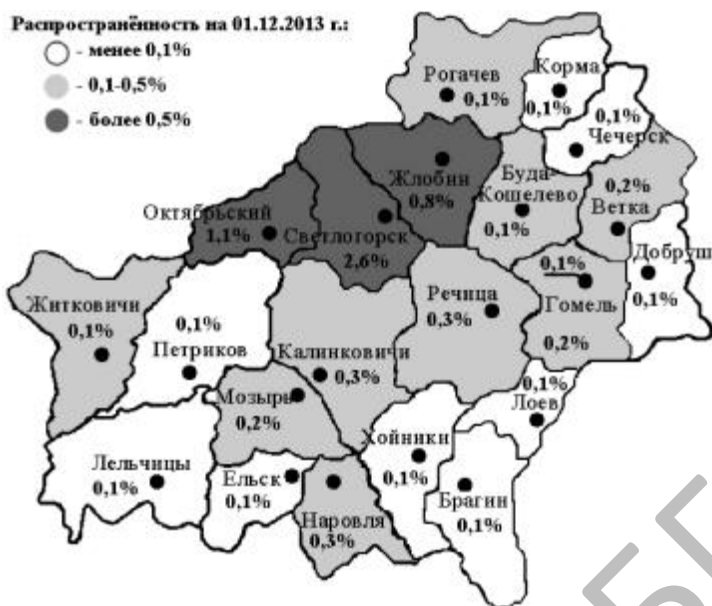 Распространённость на 01.12.2013 г.:
- менее 0,1%
- 0,1-0,5%
- более 0,5%
Рогачев
0,1%
Корма
0,1%
0,1%
Чечерск
Жлобин
0,8%
Буда-
Кошелево
0,1%
0,2%
Ветка
Октябрьский
1,1%
Светлогорск
2,6%
Добруш
0,1%
0,1%
Гомель
0,2%
Речица
0,3%
Житковичи
0,1%
0,1%
Петриков
Калинковичи
0,3%
Мозырь
0,2%
0,1%
Лоев
Хойники
0,1%
Лельчицы
0,1%
Ельск
0,1%
Наровля
0,3%
Брагин
0,1%